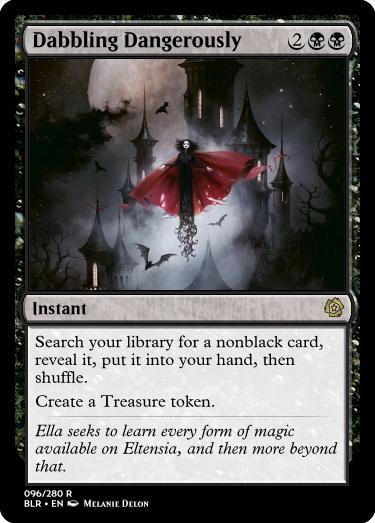 Dabbling Dangerously 2
Instant
Search your library for a nonblack card,
reveal it, put it into your hand, then
shuffle.
Create a Treasure token.
Ella seeks to learn every form of magic
available on Eltensia, and then more beyond
that.
096/280 R
BLR • EN Melanie Delon